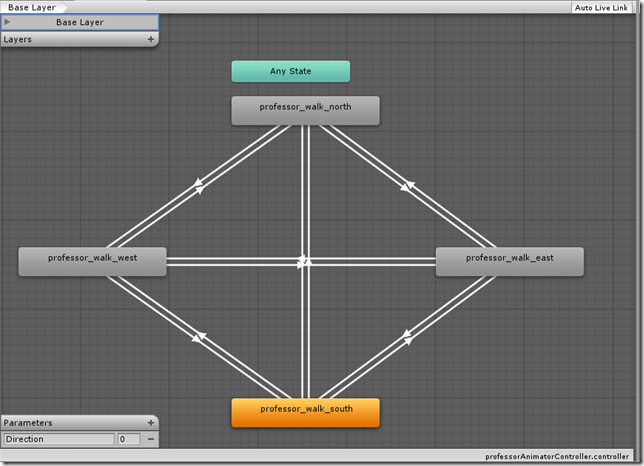 Base Layer
Auto Live Link
Base Layer
Layers +
Any State
professor_walk_north
professor_walk_west
professor_walk_east
professor_walk_south
Parameters +
Direction 0 −
professorAnimatorController.controller